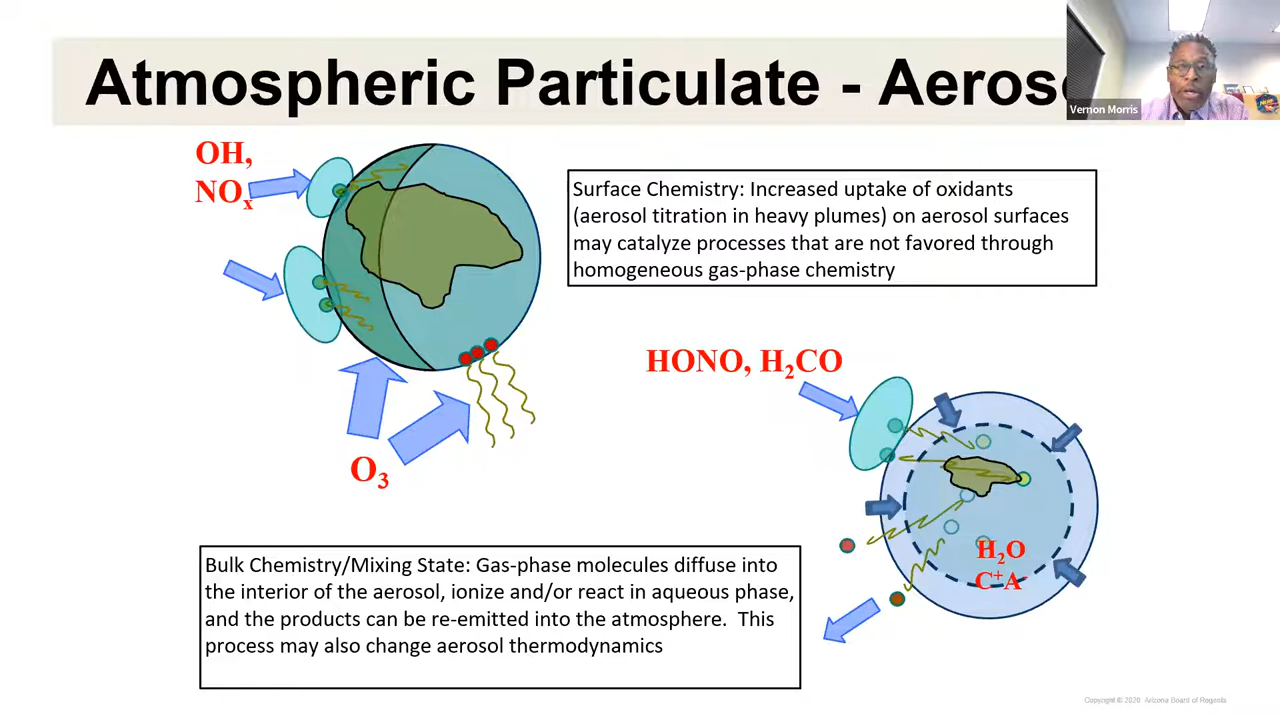 Atmospheric Particulate - Aeroso
Vernon Morris
OH,
NOx
Surface Chemistry: Increased uptake of oxidants
(aerosol titration in heavy plumes) on aerosol surfaces
may catalyze processes that are not favored through
homogeneous gas-phase chemistry
HONO, H2CO
O3
H2O
C+A-
Bulk Chemistry/Mixing State: Gas-phase molecules diffuse into
the interior of the aerosol, ionize and/or react in aqueous phase,
and the products can be re-emitted into the atmosphere. This
process may also change aerosol thermodynamics
Copyright © 2020 Arizona Board of Regents